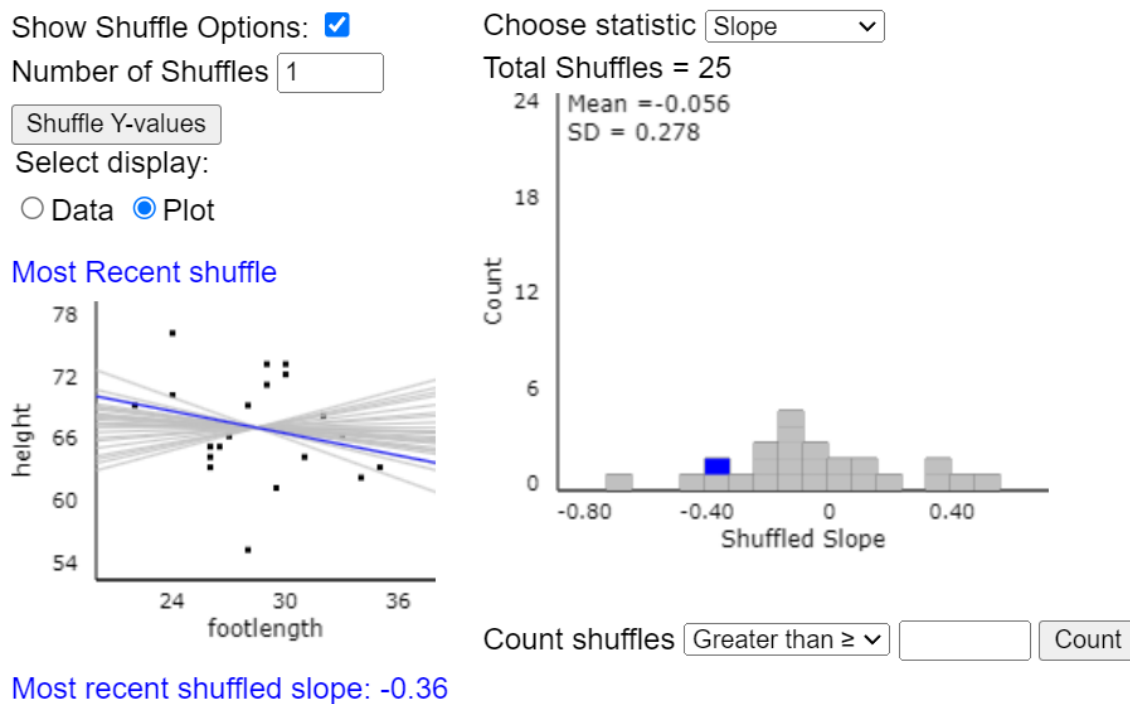 Show Shuffle Options:
Number of Shuffles 1
Shuffle Y-values
Select display:
Data Plot
Most Recent shuffle
78
72
66
60
54
height
24 30 36
footlength
Most recent shuffled slope: -0.36
Choose statistic Slope
Total Shuffles = 25
Mean =-0.056
SD = 0.278
24
18
12
6
0
Count
-0.80 -0.40 0 0.40
Shuffled Slope
Count shuffles Greater than ≥ Count